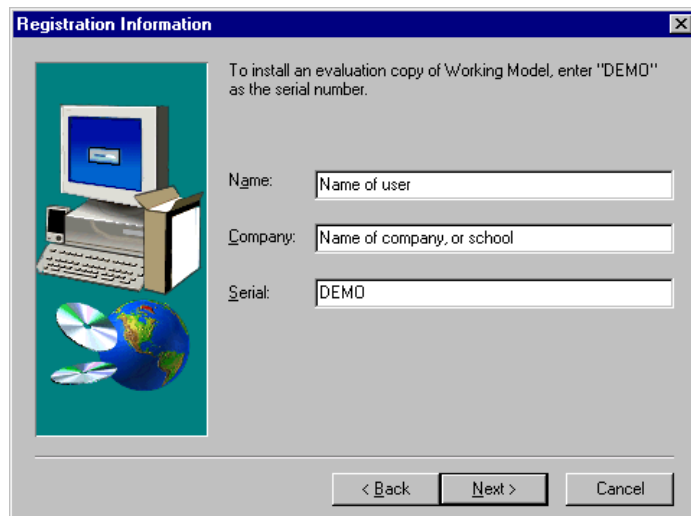 Registration Information
To install an evaluation copy of Working Model, enter "DEMO"
as the serial number.
Name: Name of user
Company: Name of company, or school
Serial: DEMO
< Back Next > Cancel